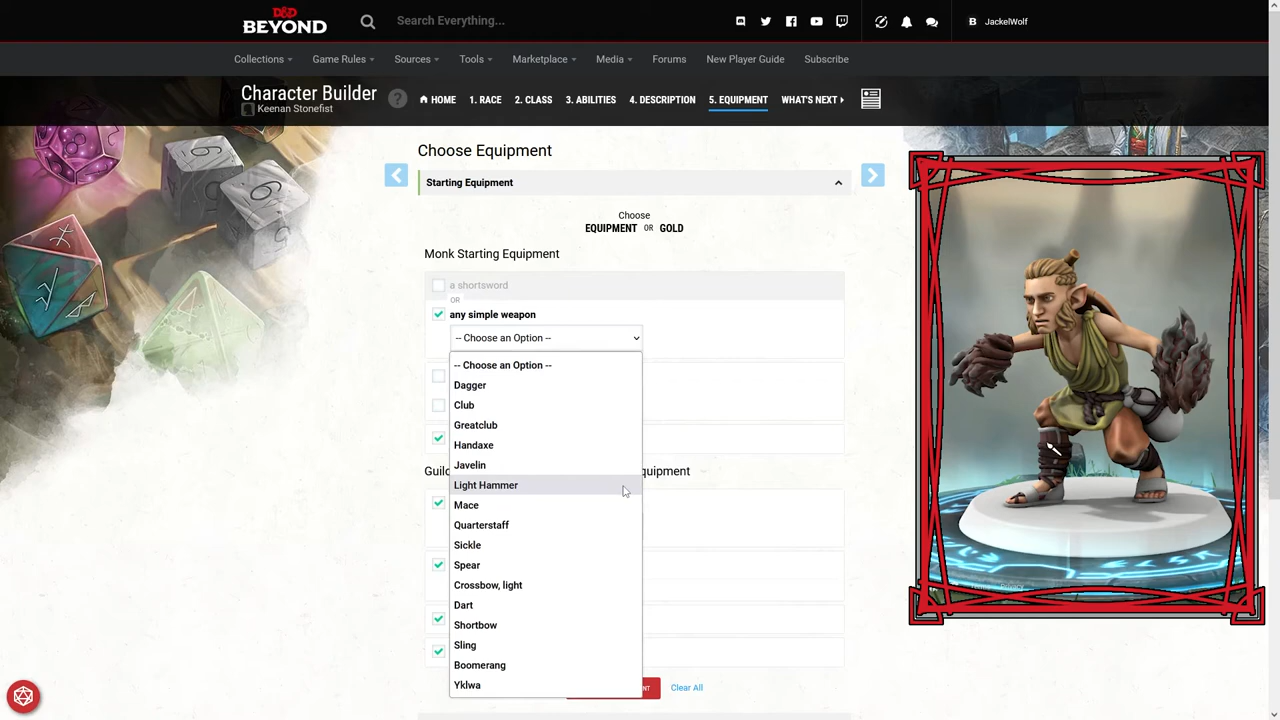 D&D
BEYOND
Search Everything...
B JackelWolf
Collections
Game Rules
Sources
Tools
Marketplace
Media
Forums
New Player Guide
Subscribe
Character Builder
Keenan Stonefist
?
HOME
1. RACE
2. CLASS
3. ABILITIES
4. DESCRIPTION
5. EQUIPMENT
WHAT'S NEXT
Choose Equipment
Starting Equipment
Choose
EQUIPMENT OR GOLD
Monk Starting Equipment
a shortsword
OR
any simple weapon
-- Choose an Option --
-- Choose an Option --
Dagger
Club
Greatclub
Handaxe
Javelin
Guild
quipment
Light Hammer
Mace
Quarterstaff
Sickle
Spear
Crossbow, light
Dart
Shortbow
Sling
Boomerang
Yklwa
NT
Clear All
Privacy